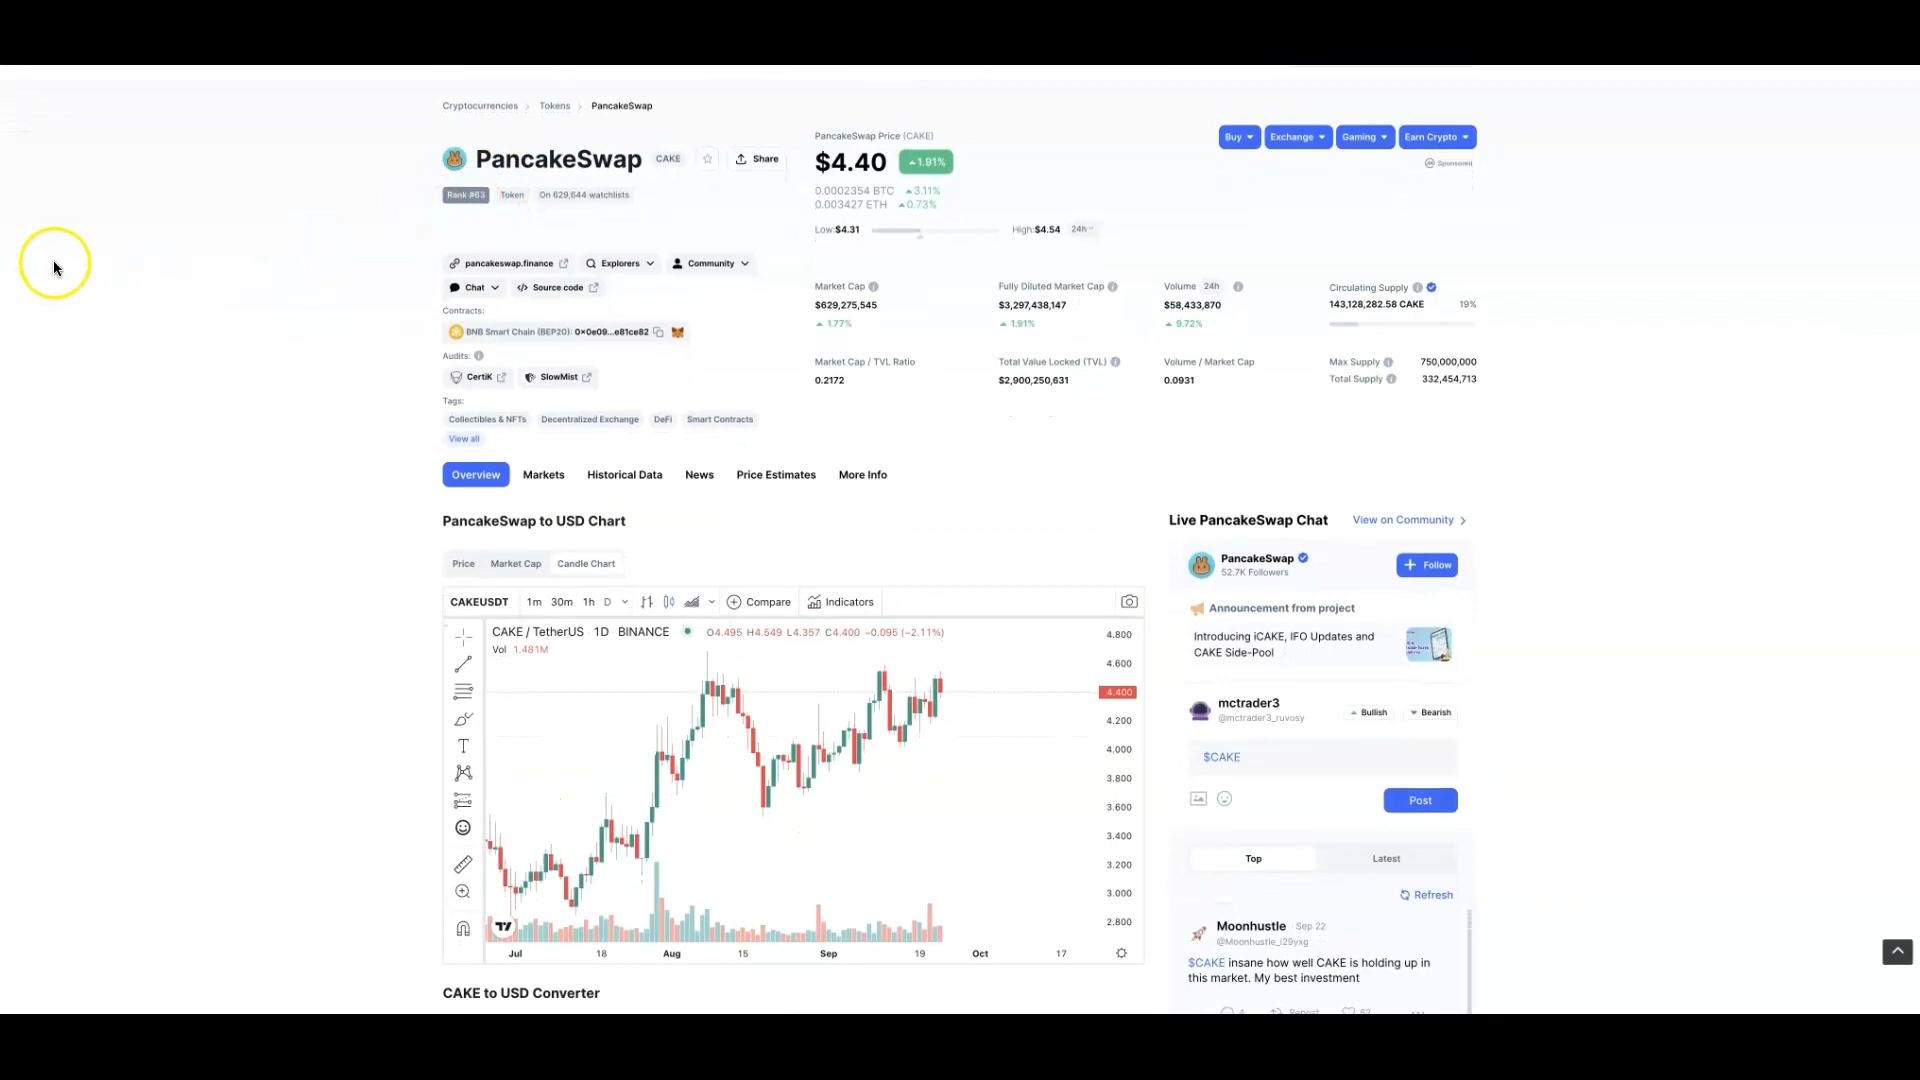 Cryptocurrencies > Tokens > PancakeSwap
PancakeSwap CAKE Share
Rank #63 Token On 629,644 watchlists
PancakeSwap Price (CAKE)
$4.40 1.91%
0.0002354 BTC 3.11%
0.003427 ETH 0.73%
Low:$4.31 High:$4.54 24h
Buy Exchange Gaming Earn Crypto
Sponsored
pancakeswap.finance Explorers Community
Chat Source code
Contracts:
BNB Smart Chain (BEP20): 0x0e09...e81ce82
Audits:
CertiK SlowMist
Tags:
Collectibles & NFTs Decentralized Exchange DeFi Smart Contracts
View all
Market Cap Fully Diluted Market Cap Volume 24h Circulating Supply
$629,275,545 $3,297,438,147 $58,433,870 143,128,282.58 CAKE 19%
1.77% 1.91% 9.72%
Market Cap / TVL Ratio Total Value Locked (TVL) Volume / Market Cap Max Supply 750,000,000
0.2172 $2,900,250,631 0.0931 Total Supply 332,454,713
Overview Markets Historical Data News Price Estimates More Info
PancakeSwap to USD Chart
Price Market Cap Candle Chart
CAKEUSDT 1m 30m 1h D Compare Indicators
CAKE / TetherUS 1D BINANCE O4.495 H4.549 L4.357 C4.400 −0.095 (−2.11%)
Vol 1.481M
4.800
4.600
4.400
4.200
4.000
3.800
3.600
3.400
3.200
3.000
2.800
Jul 18 Aug 15 Sep 19 Oct 17
CAKE to USD Converter
Live PancakeSwap Chat View on Community >
PancakeSwap
52.7K Followers
+ Follow
Announcement from project
Introducing iCAKE, IFO Updates and
CAKE Side-Pool
mctrader3
@mctrader3_ruvosy
Bullish Bearish
$CAKE
Post
Top Latest
Refresh
Moonhustle Sep 22
@Moonhustle_i29yxg
$CAKE insane how well CAKE is holding up in
this market. My best investment